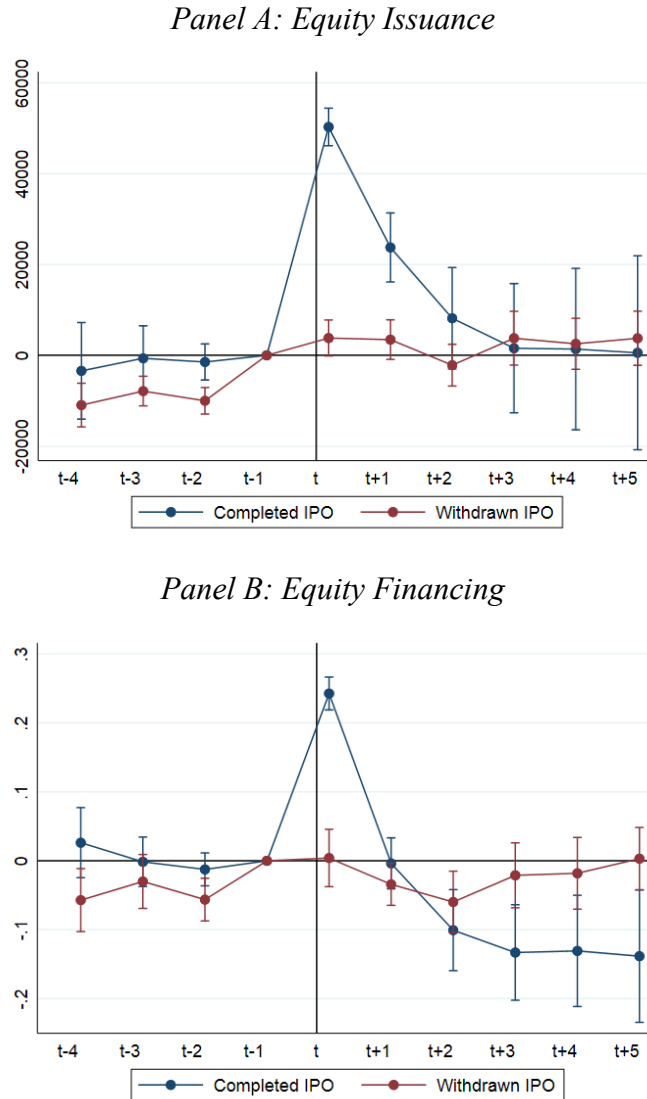 Panel A: Equity Issuance
60000
40000
20000
0
-20000
t-4 t-3 t-2 t-1 t t+1 t+2 t+3 t+4 t+5
Completed IPO Withdrawn IPO
Panel B: Equity Financing
.3
.2
.1
0
-.1
-.2
t-4 t-3 t-2 t-1 t t+1 t+2 t+3 t+4 t+5
Completed IPO Withdrawn IPO